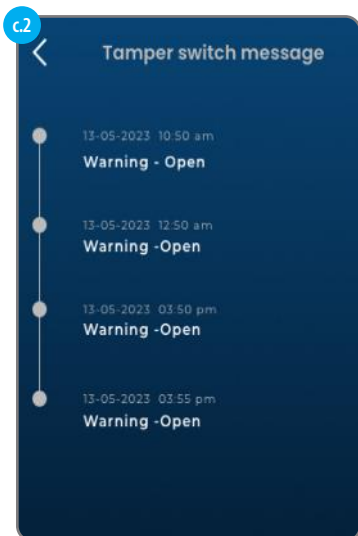 c.2
Tamper switch message
13-05-2023 10:50 am
Warning - Open
13-05-2023 12:50 am
Warning -Open
13-05-2023 03:50 pm
Warning -Open
13-05-2023 03:55 pm
Warning -Open